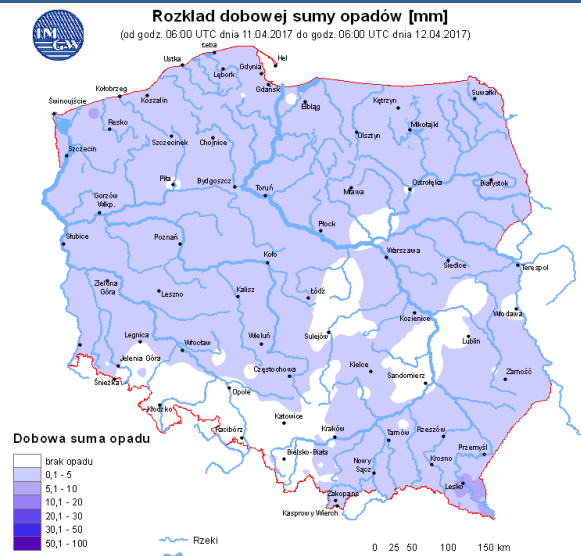 IM
GW
Rozkład dobowej sumy opadów [mm]
(od godz. 06:00 UTC dnia 11.04.2017 do godz. 06:00 UTC dnia 12.04.2017)
Łeba
Hel
Ustka
Gdynia
Lębork
Gdańsk
Kołobrzeg
Koszalin
Świnoujście
Elbląg
Kętrzyn
Suwałki
Resko
Szczecinek
Chojnice
Olsztyn
Mikołajki
Szczecin
Piła
Bydgoszcz
Toruń
Mława
Ostrołęka
Białystok
Gorzów
Wlkp.
Płock
Słubice
Poznań
Koło
Warszawa
Siedlce
Terespol
Zielona
Góra
Leszno
Kalisz
Łódź
Kozienice
Włodawa
Legnica
Wrocław
Wieluń
Sulejów
Lublin
Jelenia Góra
Śnieżka
Częstochowa
Kielce
Sandomierz
Zamość
Opole
Kłodzko
Katowice
Racibórz
Kraków
Tarnów
Rzeszów
Bielsko-Biała
Nowy
Sącz
Krosno
Przemyśl
Lesko
Zakopane
Kasprowy Wierch
Dobowa suma opadu
brak opadu
0,1 - 5
5,1 - 10
10,1 - 20
20,1 - 30
30,1 - 50
50,1 - 100
Rzeki
0 25 50 100 150 km